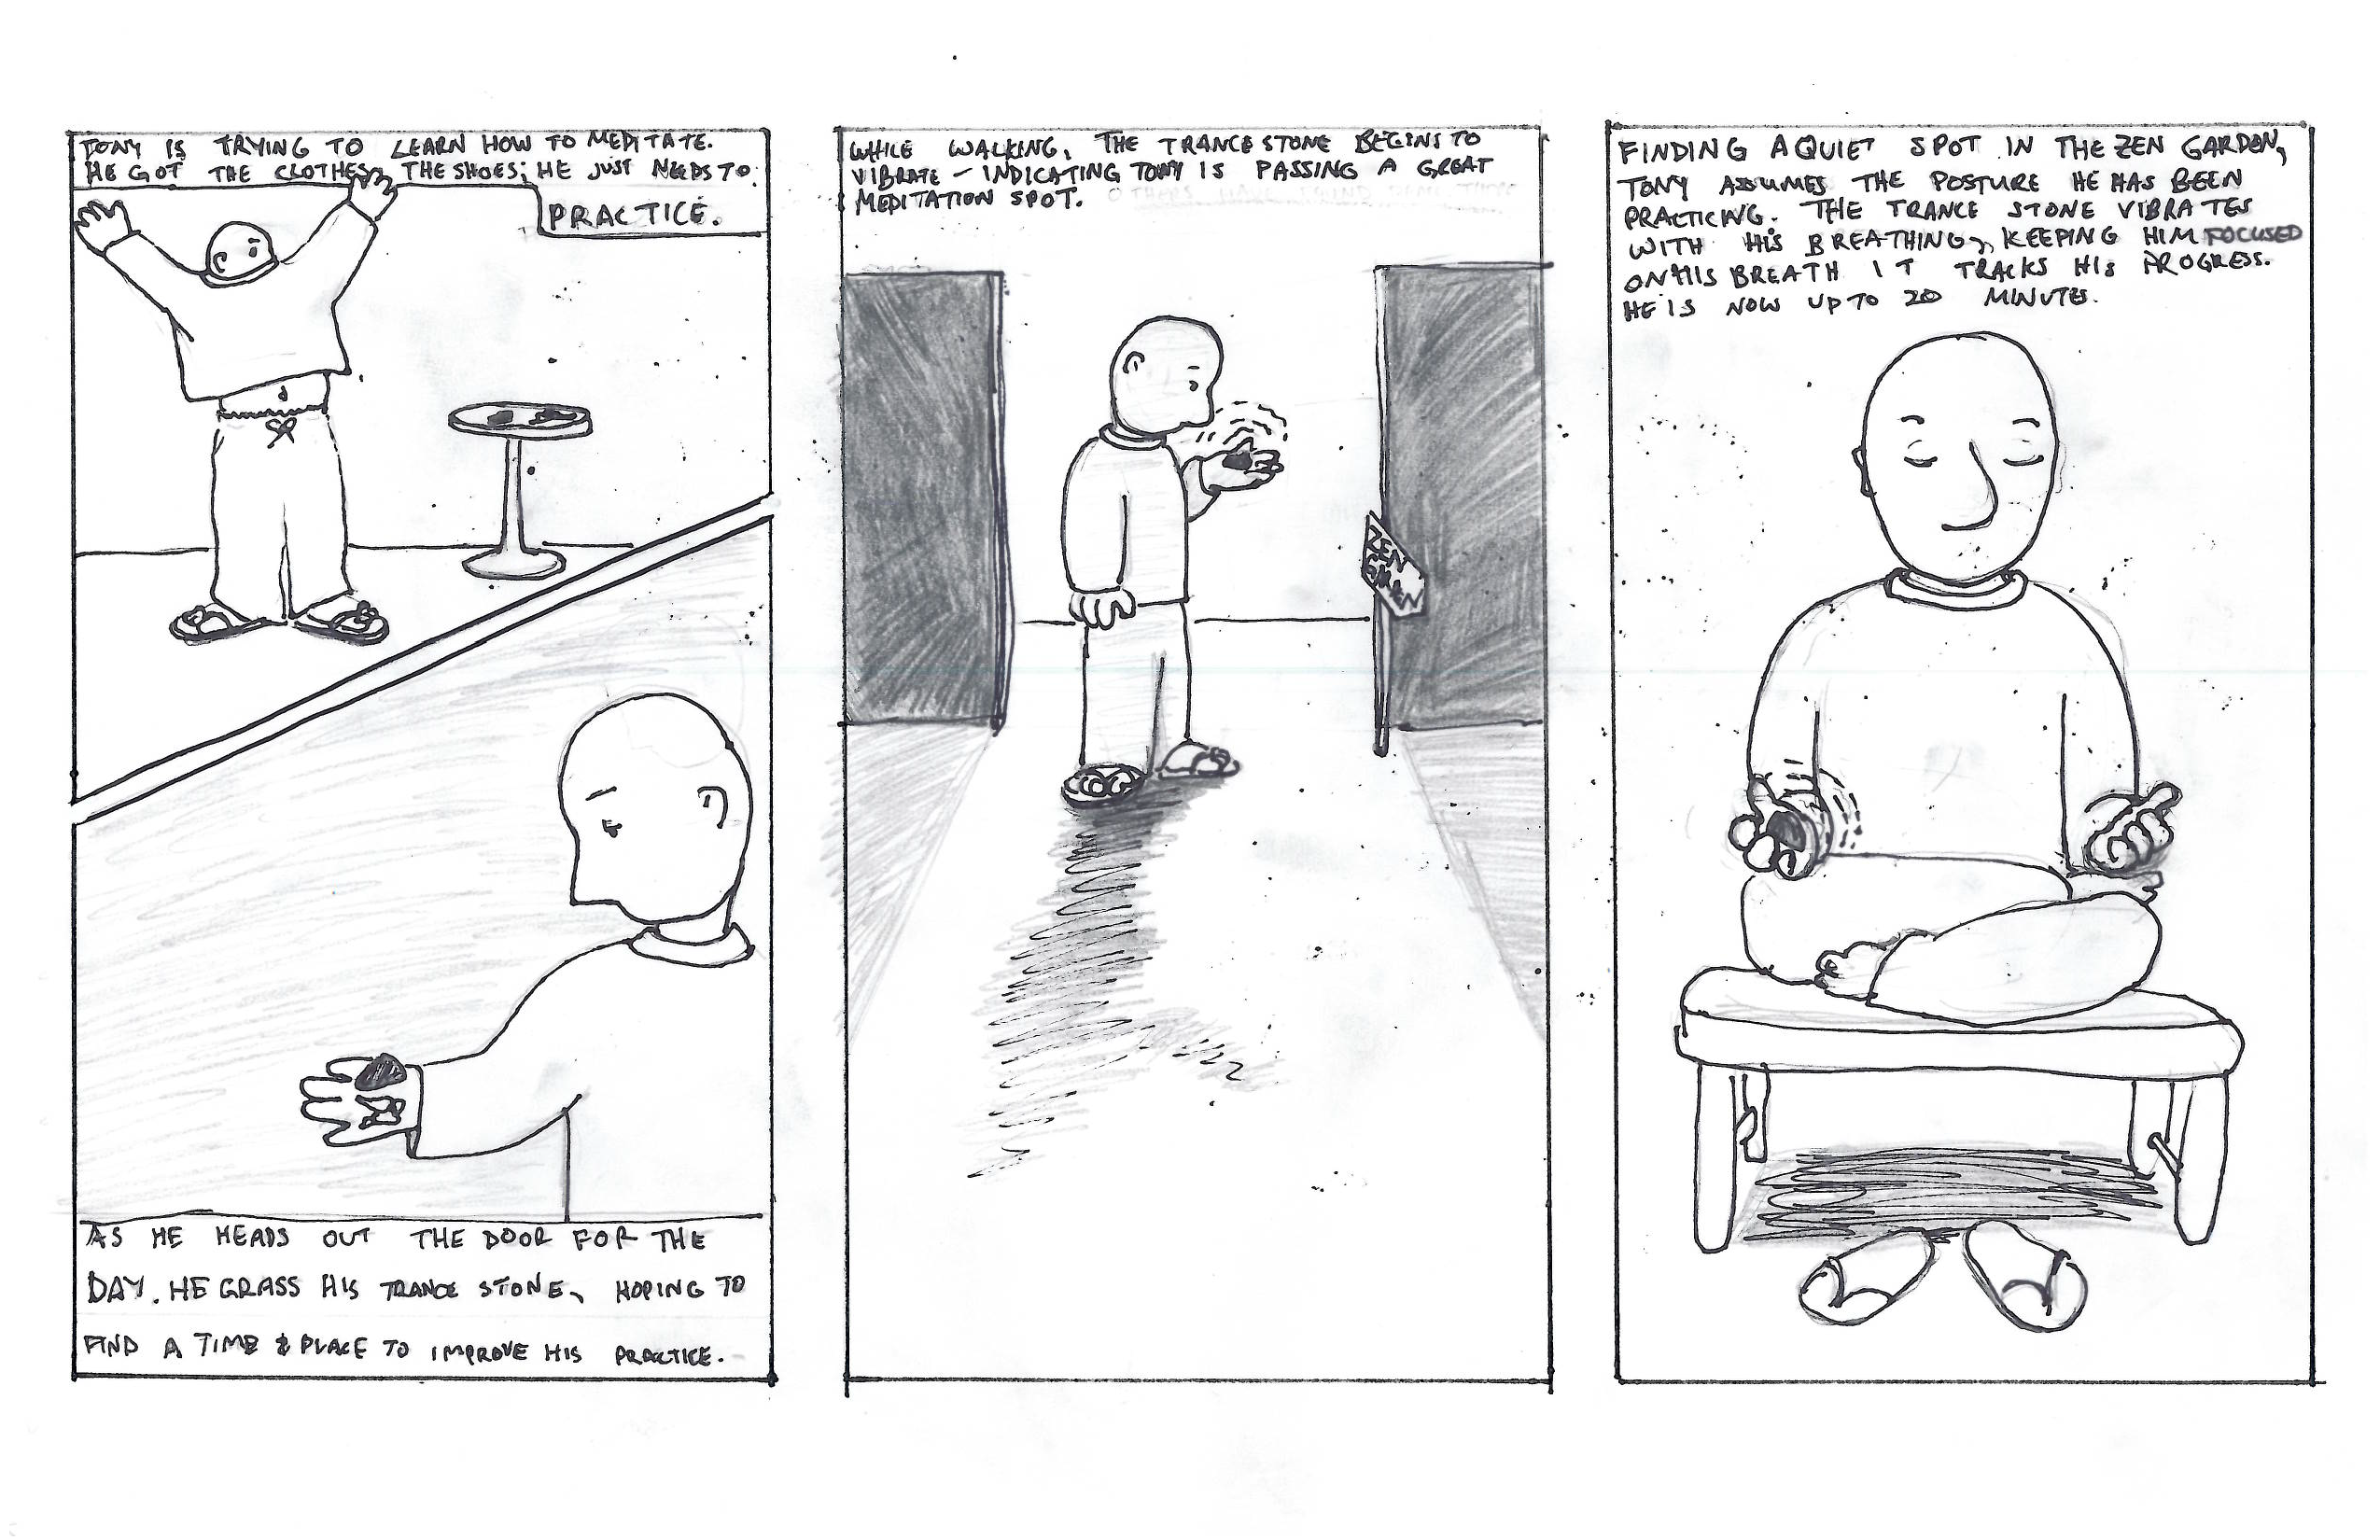 TONY IS TRYING TO LEARN HOW TO MEDITATE.
HE GOT THE CLOTHES, THE SHOES; HE JUST NEEDS TO
PRACTICE.
AS HE HEADS OUT THE DOOR FOR THE
DAY. HE GRASS HIS TRANCE STONE, HOPING TO
FIND A TIME & PLACE TO IMPROVE HIS PRACTICE.
WHILE WALKING, THE TRANCE STONE BEGINS TO
VIBRATE - INDICATING TONY IS PASSING A GREAT
MEDITATION SPOT.
ZEN
FINDING A QUIET SPOT IN THE ZEN GARDEN,
TONY ASSUMES THE POSTURE HE HAS BEEN
PRACTICING. THE TRANCE STONE VIBRATES
WITH HIS BREATHING, KEEPING HIM FOCUSED
ON HIS BREATH IT TRACKS HIS PROGRESS.
HE IS NOW UP TO 20 MINUTES.